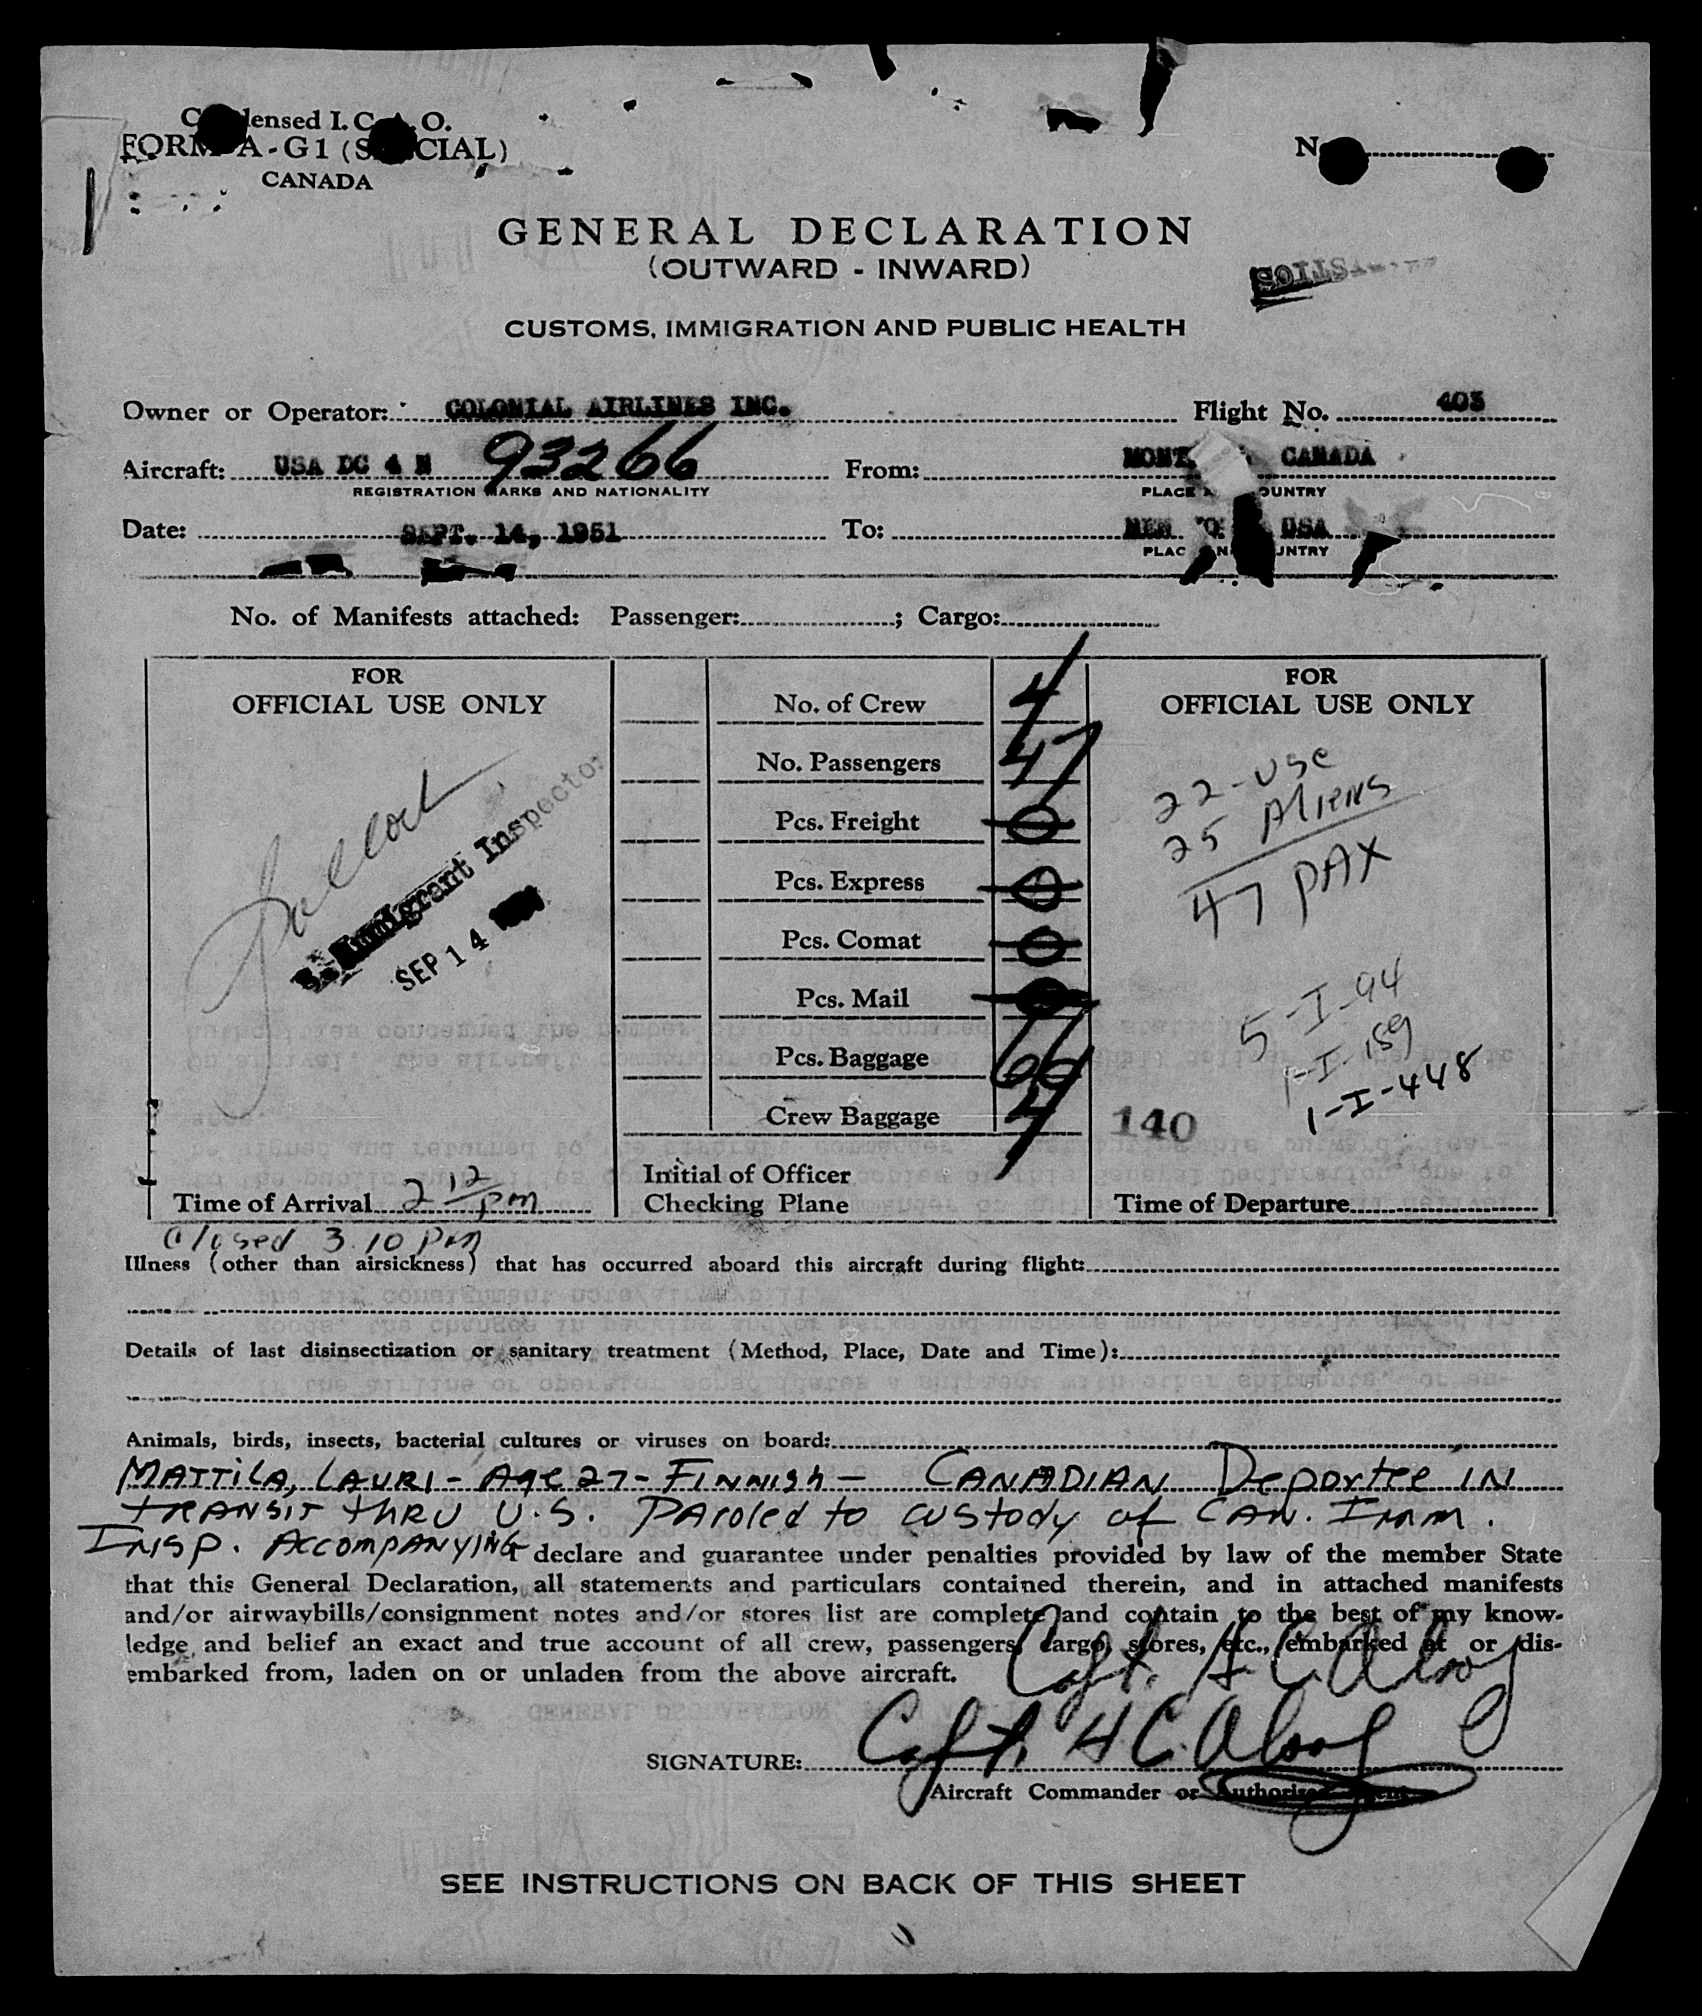 Condensed I. C. A. O.
FORM A-G1 (SPECIAL)
CANADA
GENERAL DECLARATION
(OUTWARD - INWARD)
CUSTOMS, IMMIGRATION AND PUBLIC HEALTH
Owner or Operator: COLONIAL AIRLINES INC. Flight No. 403
Aircraft: USA DC 4 N 93266 From: MONT. CANADA
REGISTRATION MARKS AND NATIONALITY PLACE AND COUNTRY
Date: SEPT. 14, 1951 To: USA
PLACE AND COUNTRY
No. of Manifests attached: Passenger: ; Cargo:
FOR
OFFICIAL USE ONLY
Immigrant Inspector
SEP 14
Time of Arrival 2 12/pm
closed 3.10 pm
No. of Crew 4
No. Passengers 47
Pcs. Freight 0
Pcs. Express 0
Pcs. Comat 0
Pcs. Mail
Pcs. Baggage 66
Crew Baggage 4
Initial of Officer
Checking Plane
FOR
OFFICIAL USE ONLY
22-USC
25 Aliens
47 PAX
5-I-94
1-I-159
1-I-448
140
Time of Departure
Illness (other than airsickness) that has occurred aboard this aircraft during flight:
Details of last disinsectization or sanitary treatment (Method, Place, Date and Time):
Animals, birds, insects, bacterial cultures or viruses on board:
MATTILA, LAURI - Age 27 - FINNISH - CANADIAN Deportee IN
TRANSIT THRU U.S. PAroled to custody of CAN. Imm.
INSP. ACCOMPANYING
I declare and guarantee under penalties provided by law of the member State
that this General Declaration, all statements and particulars contained therein, and in attached manifests
and/or airwaybills/consignment notes and/or stores list are complete and contain to the best of my know-
ledge and belief an exact and true account of all crew, passengers, cargo, stores, etc., embarked at or dis-
embarked from, laden on or unladen from the above aircraft.
Capt. H C
SIGNATURE: Capt. H. C.
Aircraft Commander or Authorized Agent
SEE INSTRUCTIONS ON BACK OF THIS SHEET